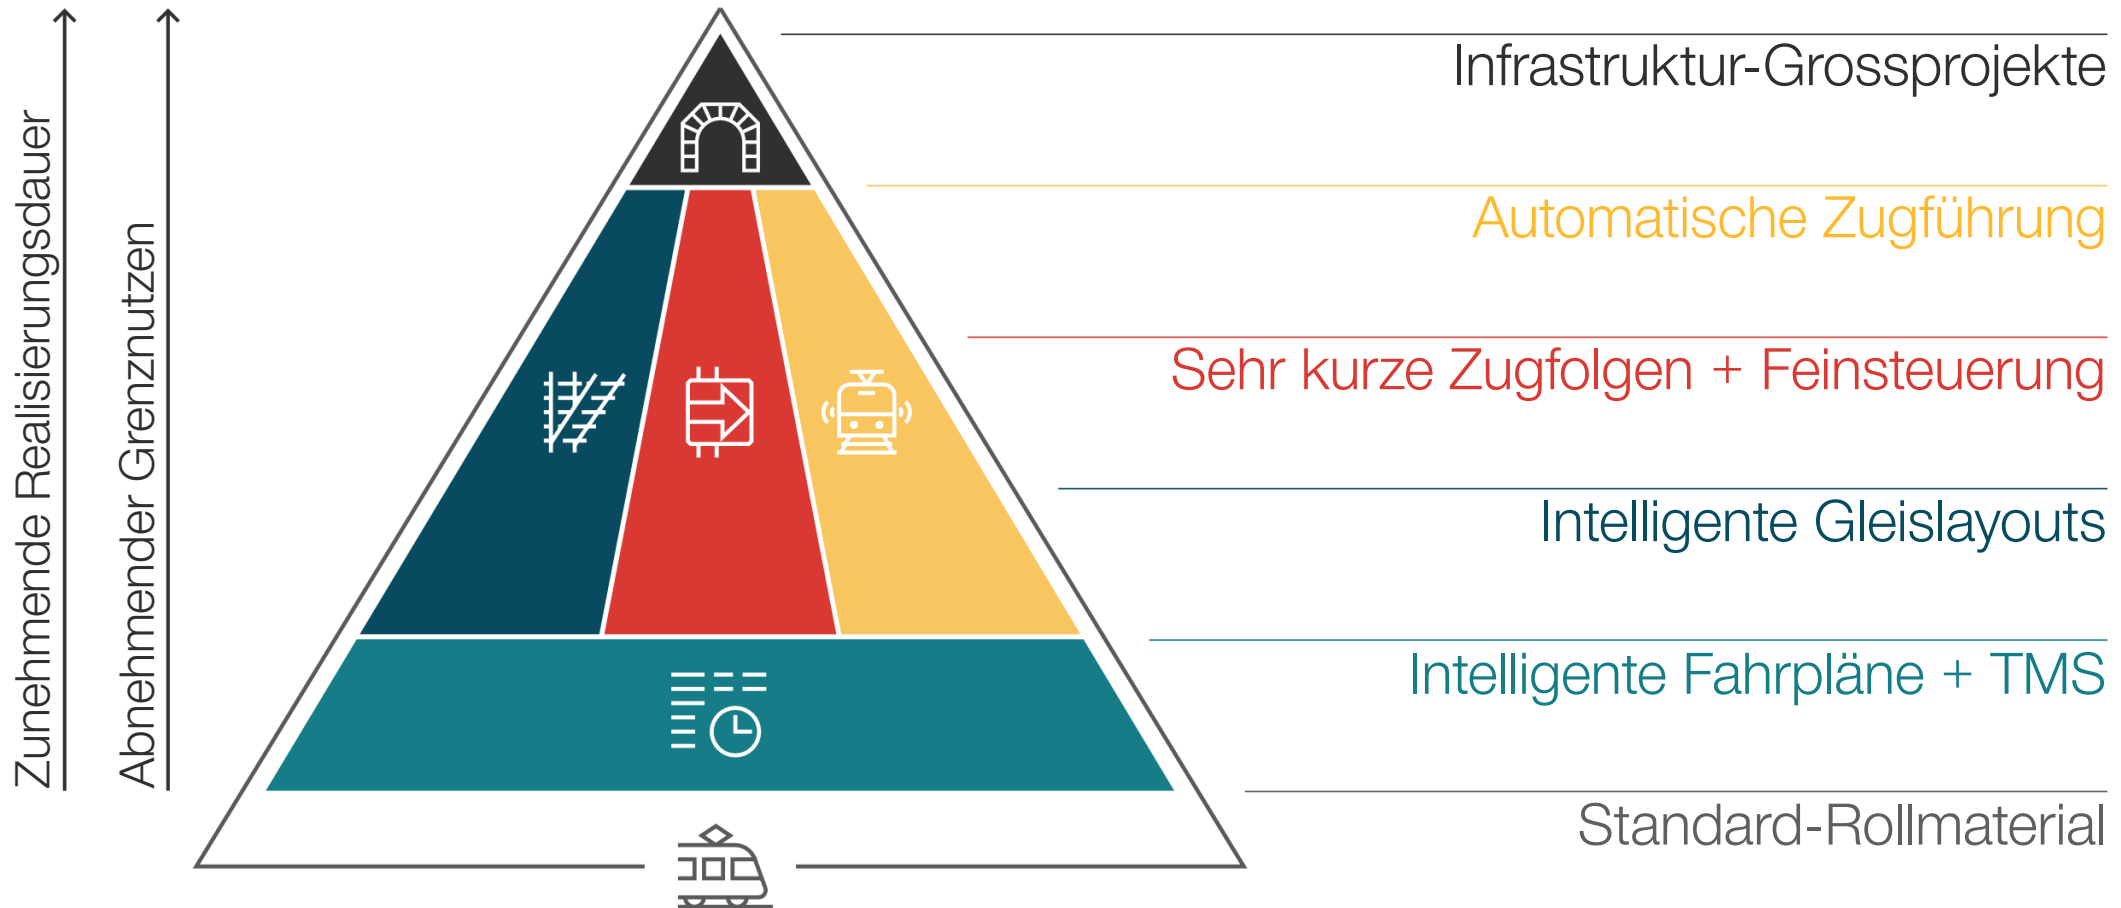 Zunehmende Realisierungsdauer
Abnehmender Grenznutzen
Infrastruktur-Grossprojekte
Automatische Zugführung
Sehr kurze Zugfolgen + Feinsteuerung
Intelligente Gleislayouts
Intelligente Fahrpläne + TMS
Standard-Rollmaterial